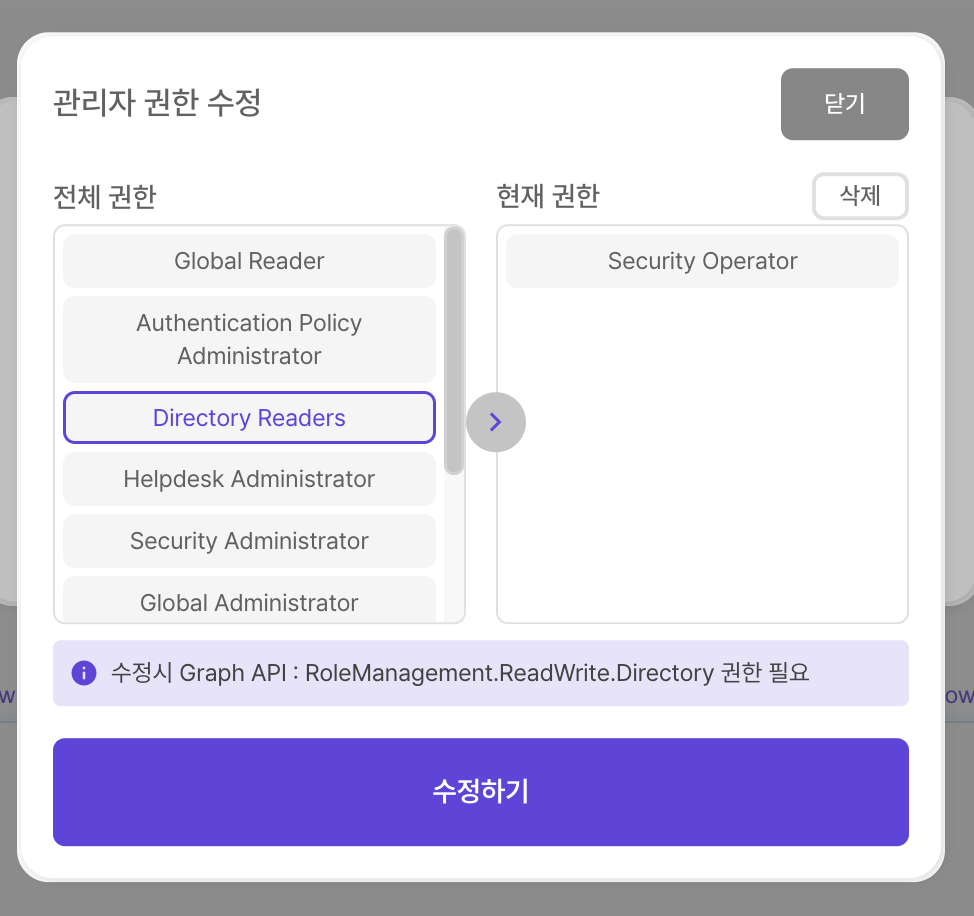 관리자 권한 수정
닫기
전체 권한
현재 권한
삭제
Global Reader
Authentication Policy
Administrator
Directory Readers
Helpdesk Administrator
Security Administrator
Global Administrator
Security Operator
수정시 Graph API : RoleManagement.ReadWrite.Directory 권한 필요
수정하기